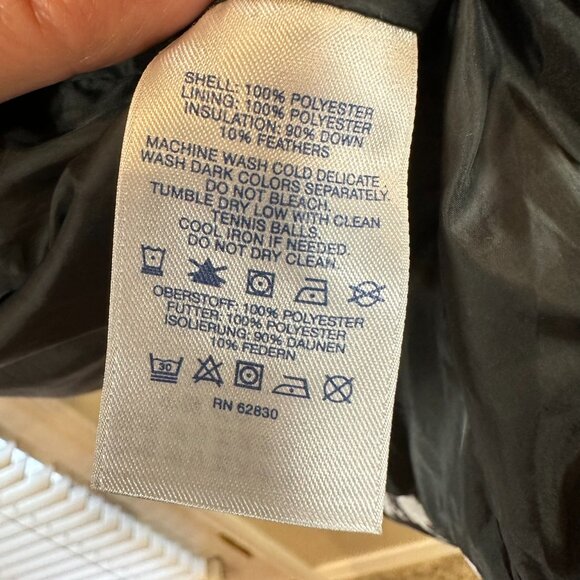 SHELL: 100% POLYESTER
LINING: 100% POLYESTER
INSULATION: 90% DOWN
10% FEATHERS
MACHINE WASH COLD DELICATE
WASH DARK COLORS SEPARATELY.
DO NOT BLEACH.
TUMBLE DRY LOW WITH CLEAN
TENNIS BALLS.
COOL IRON IF NEEDED.
DO NOT DRY CLEAN.
OBERSTOFF: 100% POLYESTER
FUTTER: 100% POLYESTER
ISOLIERUNG: 90% DAUNEN
10% FEDERN
30
RN 62830